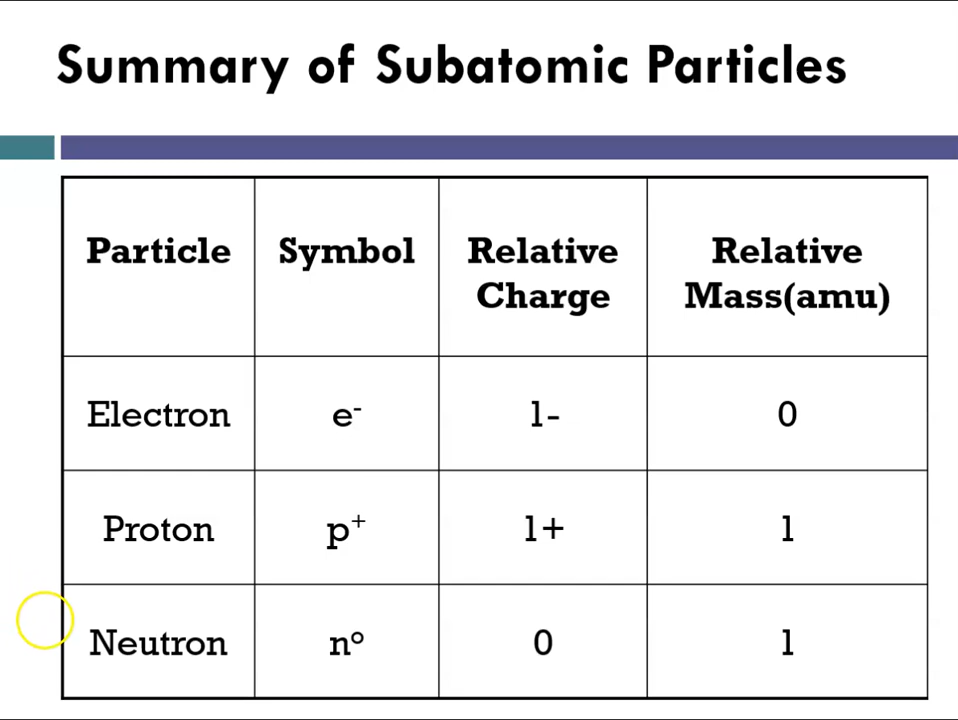 Summary of Subatomic Particles
Particle Symbol Relative Charge Relative Mass(amu)
Electron e⁻ 1- 0
Proton p⁺ 1+ 1
Neutron nº 0 1